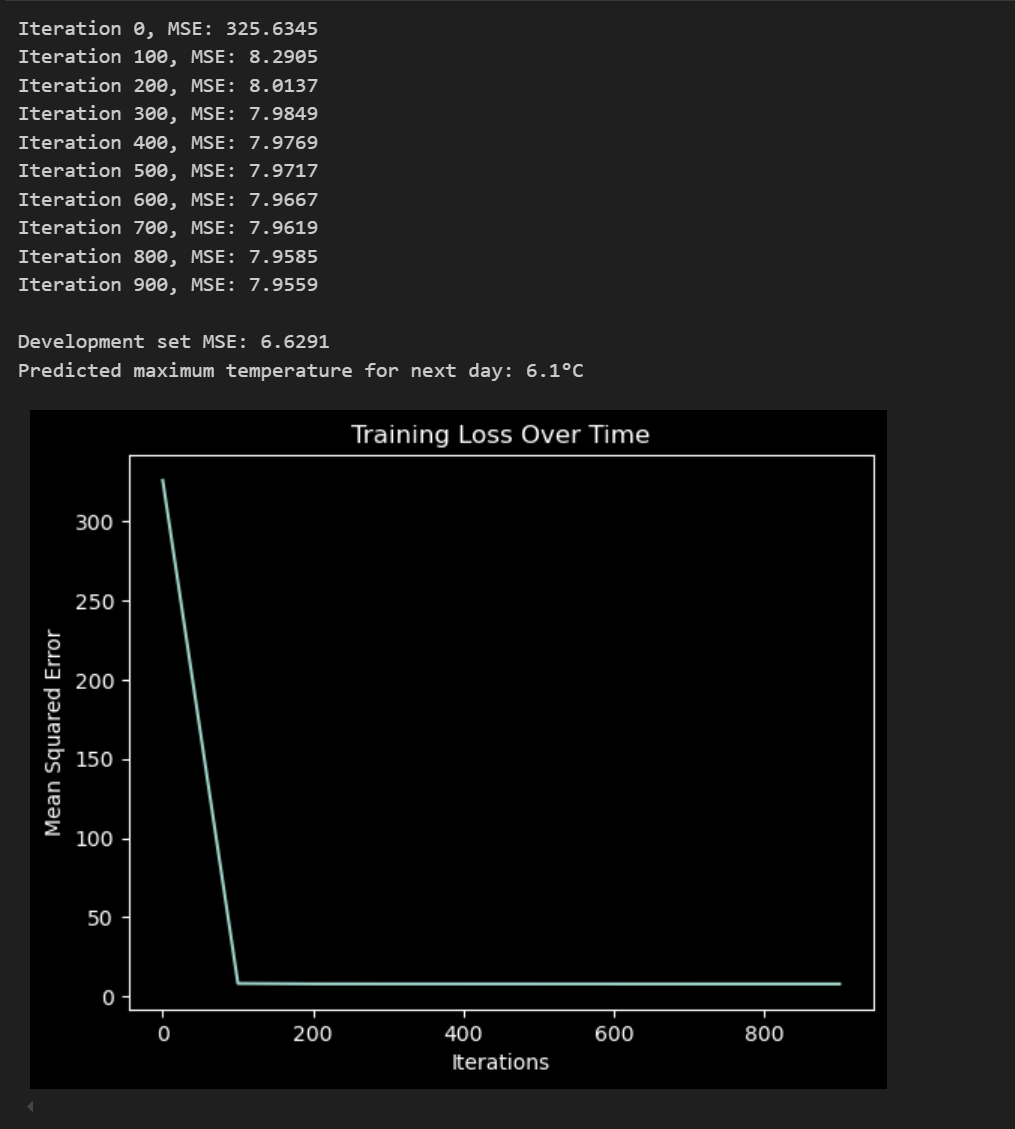 Iteration 0, MSE: 325.6345
Iteration 100, MSE: 8.2905
Iteration 200, MSE: 8.0137
Iteration 300, MSE: 7.9849
Iteration 400, MSE: 7.9769
Iteration 500, MSE: 7.9717
Iteration 600, MSE: 7.9667
Iteration 700, MSE: 7.9619
Iteration 800, MSE: 7.9585
Iteration 900, MSE: 7.9559
Development set MSE: 6.6291
Predicted maximum temperature for next day: 6.1°C
Training Loss Over Time
Mean Squared Error
300
250
200
150
100
50
0
0 200 400 600 800
Iterations